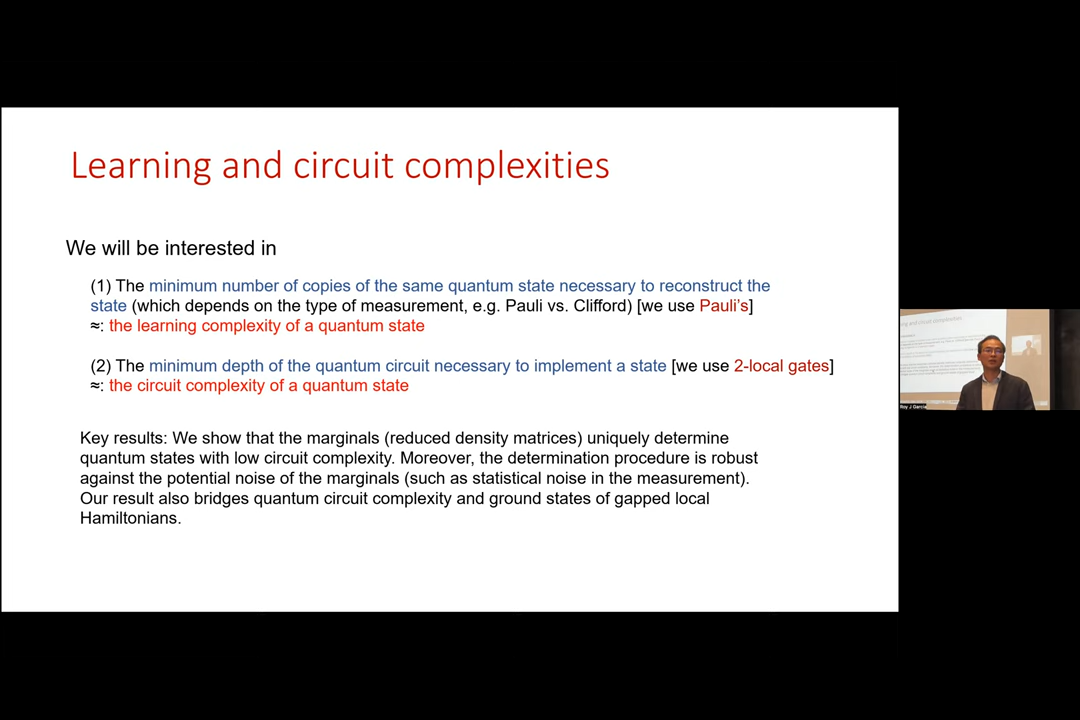 Learning and circuit complexities
We will be interested in
(1) The minimum number of copies of the same quantum state necessary to reconstruct the
state (which depends on the type of measurement, e.g. Pauli vs. Clifford) [we use Pauli's]
≈: the learning complexity of a quantum state
(2) The minimum depth of the quantum circuit necessary to implement a state [we use 2-local gates]
≈: the circuit complexity of a quantum state
Key results: We show that the marginals (reduced density matrices) uniquely determine
quantum states with low circuit complexity. Moreover, the determination procedure is robust
against the potential noise of the marginals (such as statistical noise in the measurement).
Our result also bridges quantum circuit complexity and ground states of gapped local
Hamiltonians.
Roy J Garcia